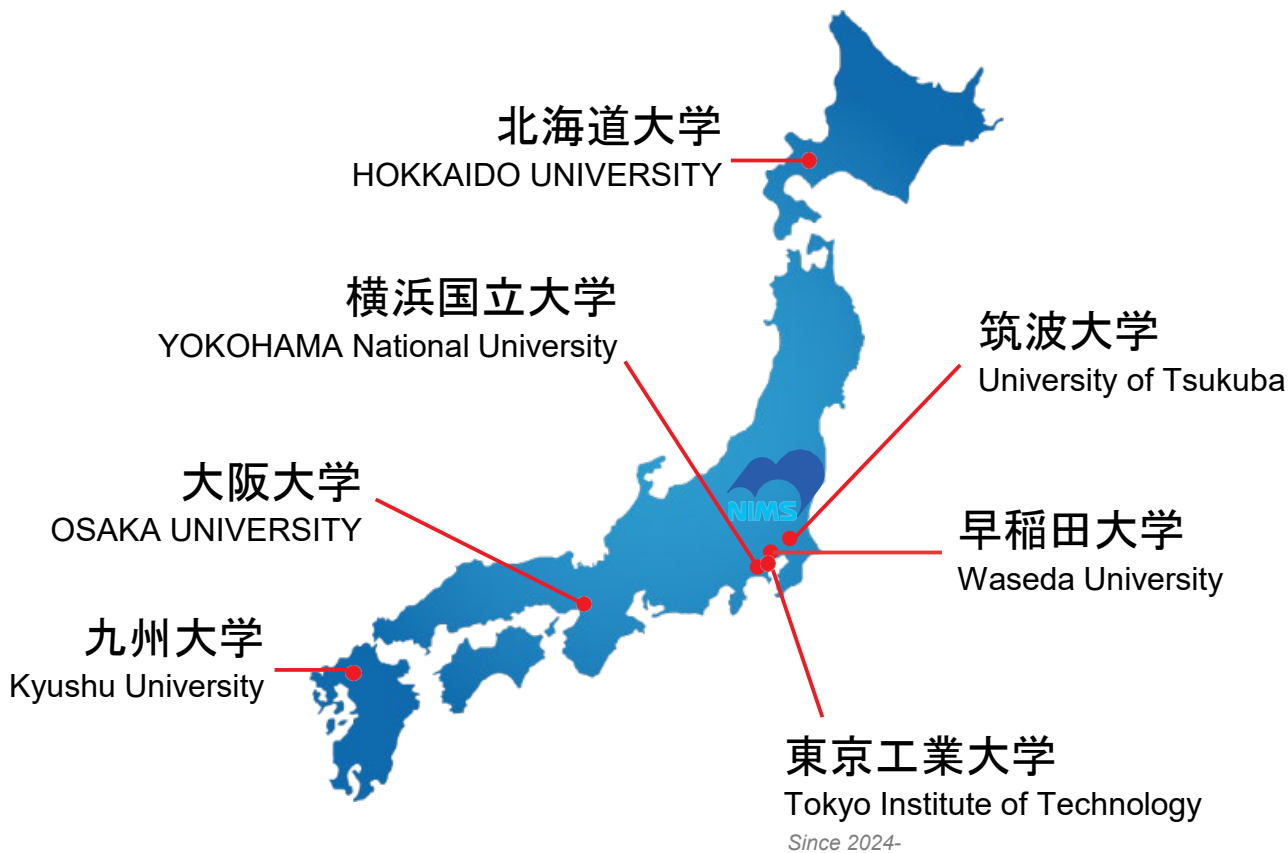 北海道大学
HOKKAIDO UNIVERSITY
横浜国立大学
YOKOHAMA National University
筑波大学
University of Tsukuba
大阪大学
OSAKA UNIVERSITY
NIMS
早稲田大学
Waseda University
九州大学
Kyushu University
東京工業大学
Tokyo Institute of Technology
Since 2024-